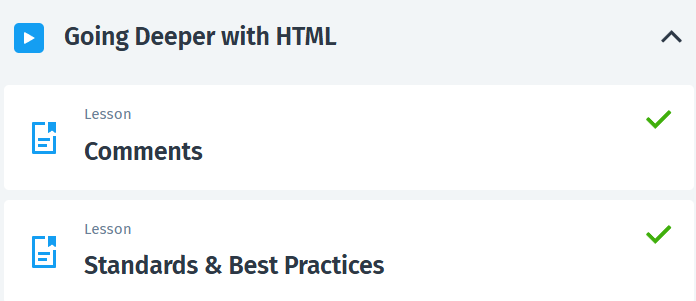 Going Deeper with HTML
Lesson
Comments
Lesson
Standards & Best Practices